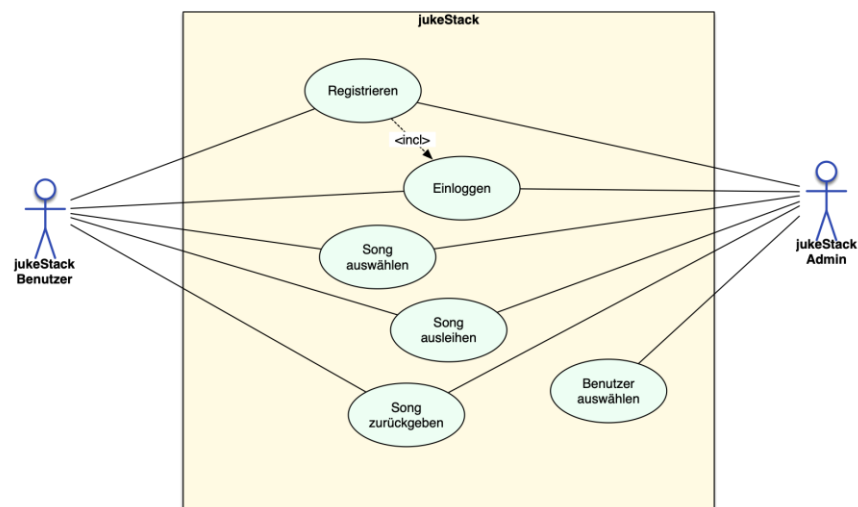 jukeStack
Registrieren
<incl>
Einloggen
jukeStack
Benutzer
jukeStack
Admin
Song
auswählen
Song
ausleihen
Benutzer
auswählen
Song
zurückgeben